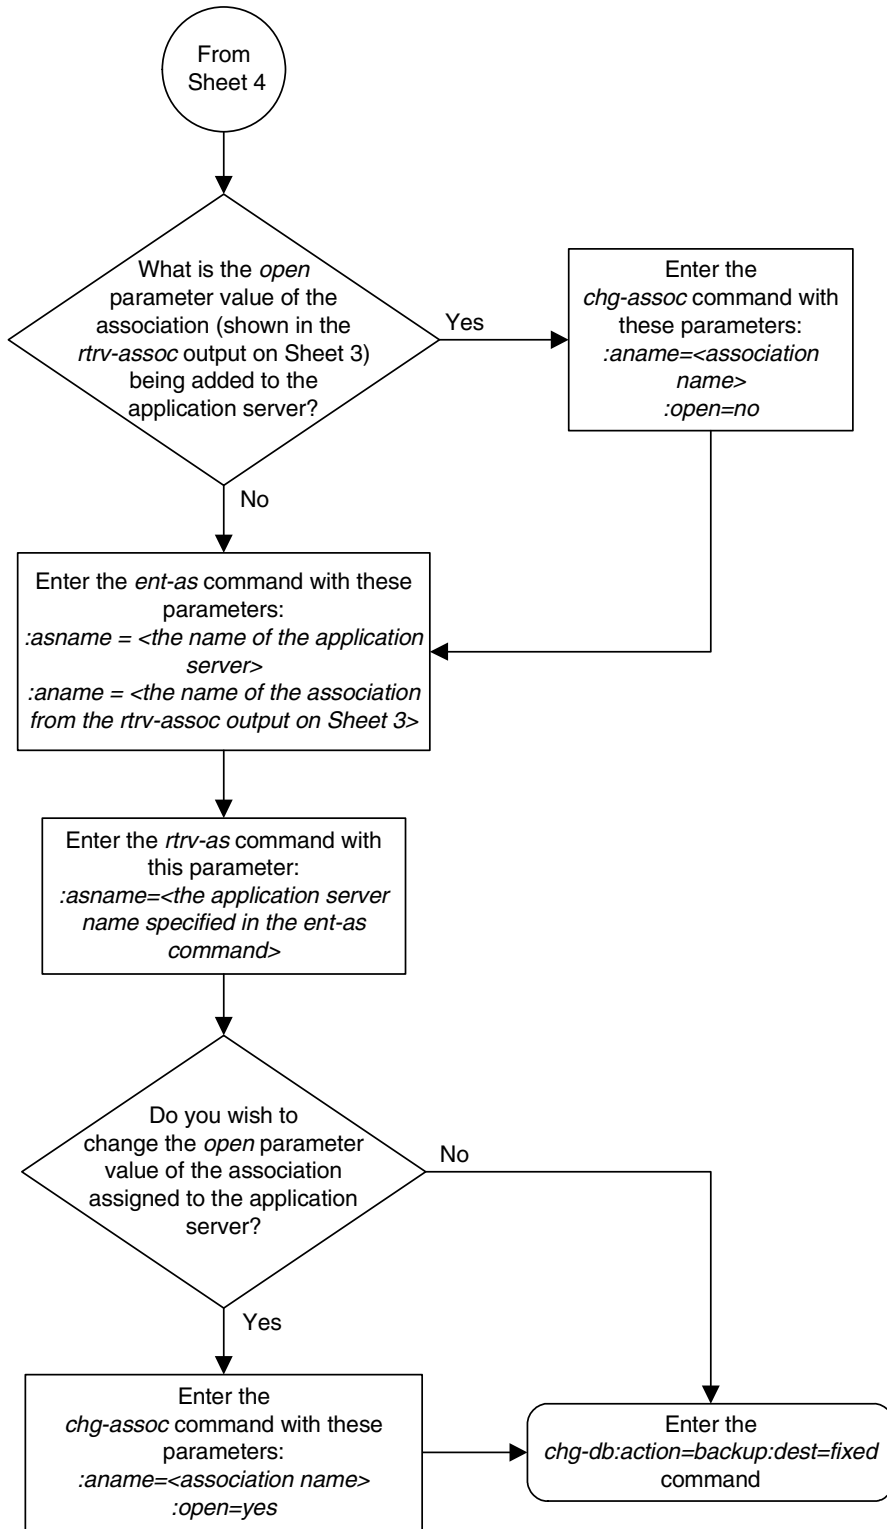 From
Sheet 4
What is the open
parameter value of the
association (shown in the
rtrv-assoc output on Sheet 3)
being added to the
application server?
Yes
Enter the
chg-assoc command with
these parameters:
:aname=<association
name>
:open=no
No
Enter the ent-as command with these
parameters:
:asname = <the name of the application
server>
:aname = <the name of the association
from the rtrv-assoc output on Sheet 3>
Enter the rtrv-as command with
this parameter:
:asname=<the application server
name specified in the ent-as
command>
Do you wish to
change the open parameter
value of the association
assigned to the application
server?
No
Yes
Enter the
chg-assoc command with these
parameters:
:aname=<association name>
:open=yes
Enter the
chg-db:action=backup:dest=fixed
command